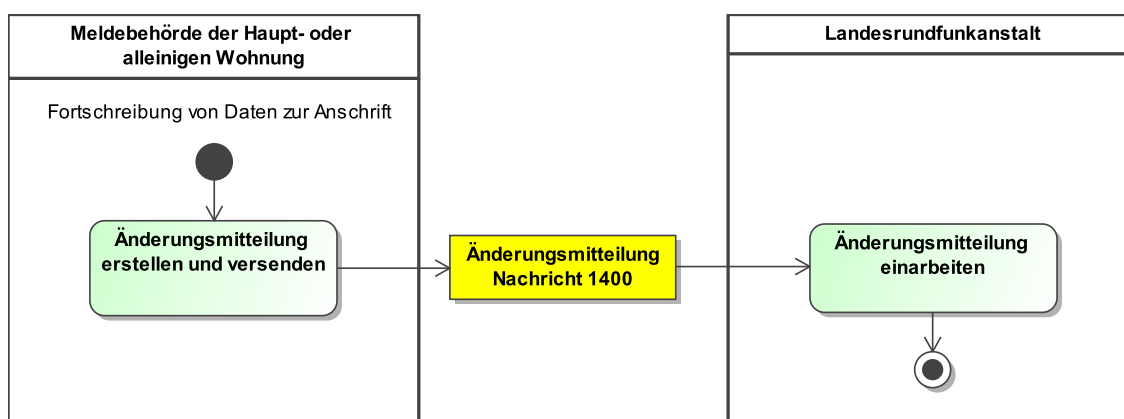 Meldebehörde der Haupt- oder
alleinigen Wohnung
Landesrundfunkanstalt
Fortschreibung von Daten zur Anschrift
Änderungsmitteilung
erstellen und versenden
Änderungsmitteilung
Nachricht 1400
Änderungsmitteilung
einarbeiten